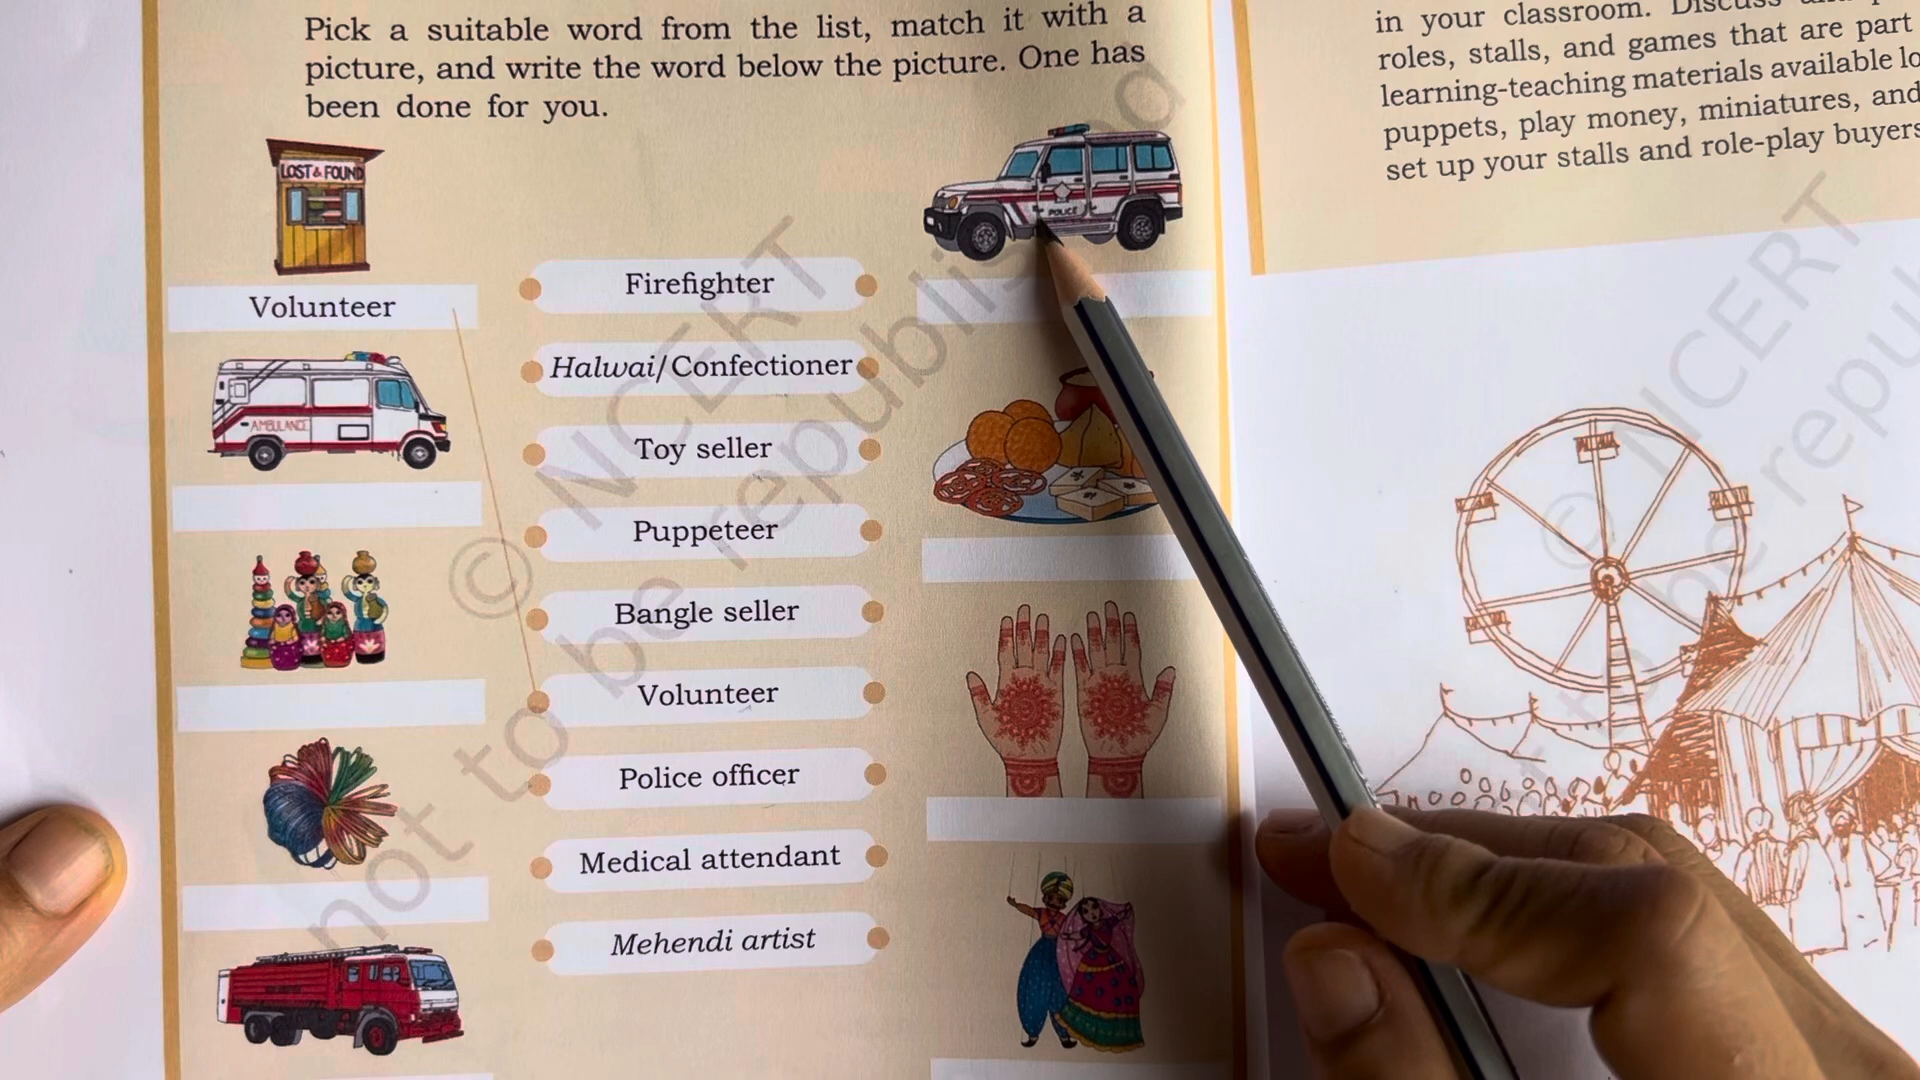 Pick a suitable word from the list, match it with a
picture, and write the word below the picture. One has
been done for you.
LOST & FOUND
Volunteer
AMBULANCE
Firefighter
Halwai/Confectioner
Toy seller
Puppeteer
Bangle seller
Volunteer
Police officer
Medical attendant
Mehendi artist
POLICE
© NCERT
not to be republished
in your classroom. Discuss
roles, stalls, and games that are part
learning-teaching materials available
puppets, play money, miniatures, and
set up your stalls and role-play buyers
© NCERT
be